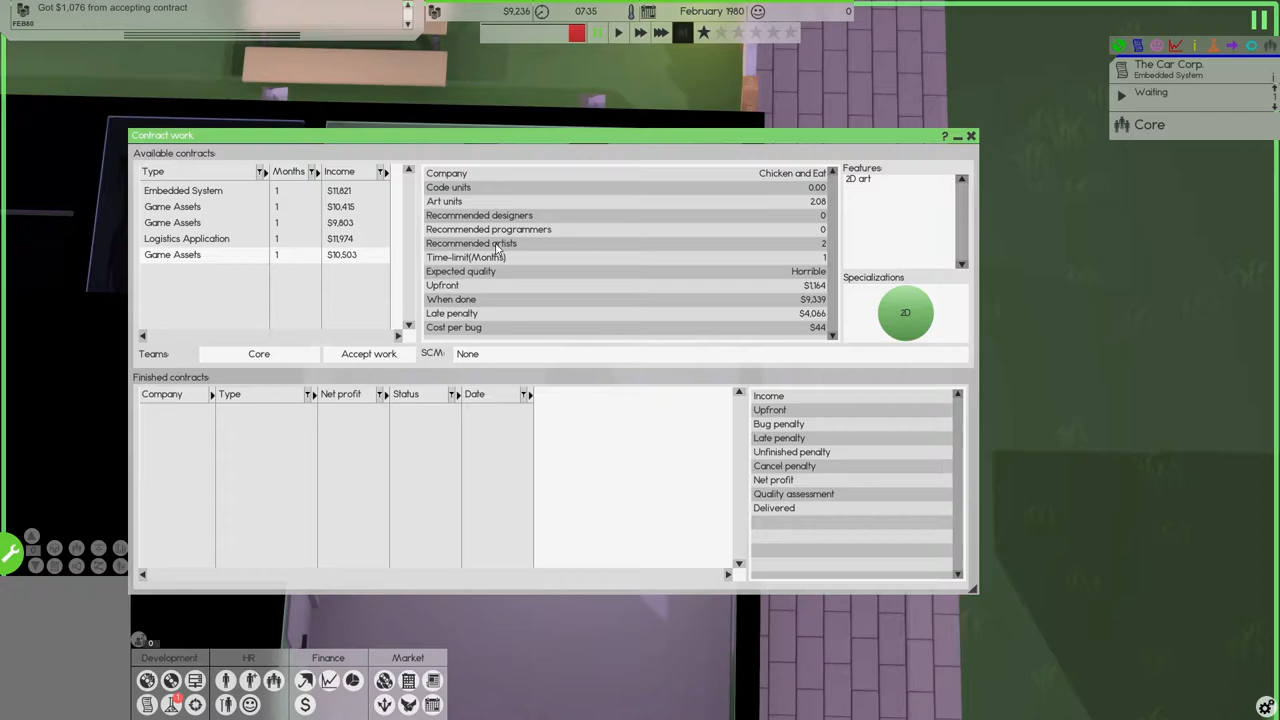 Got $1,076 from accepting contract
FEB80
$9,236 07:35 February 1980 0
The Car Corp.
Embedded System
Waiting
1
Core
Contract work
?
Available contracts:
Type Months Income
Embedded System 1 $11,821
Game Assets 1 $10,415
Game Assets 1 $9,803
Logistics Application 1 $11,974
Game Assets 1 $10,503
Company Chicken and Eat
Code units 0.00
Art units 2.08
Recommended designers 0
Recommended programmers 0
Recommended artists 2
Time-limit(Months) 1
Expected quality Horrible
Upfront $1,164
When done $9,339
Late penalty $4,066
Cost per bug $44
Features:
2D art
Specializations
2D
Teams: Core Accept work SCM: None
Finished contracts:
Company Type Net profit Status Date
Income
Upfront
Bug penalty
Late penalty
Unfinished penalty
Cancel penalty
Net profit
Quality assessment
Delivered
0
0
Development HR Finance Market
1
$